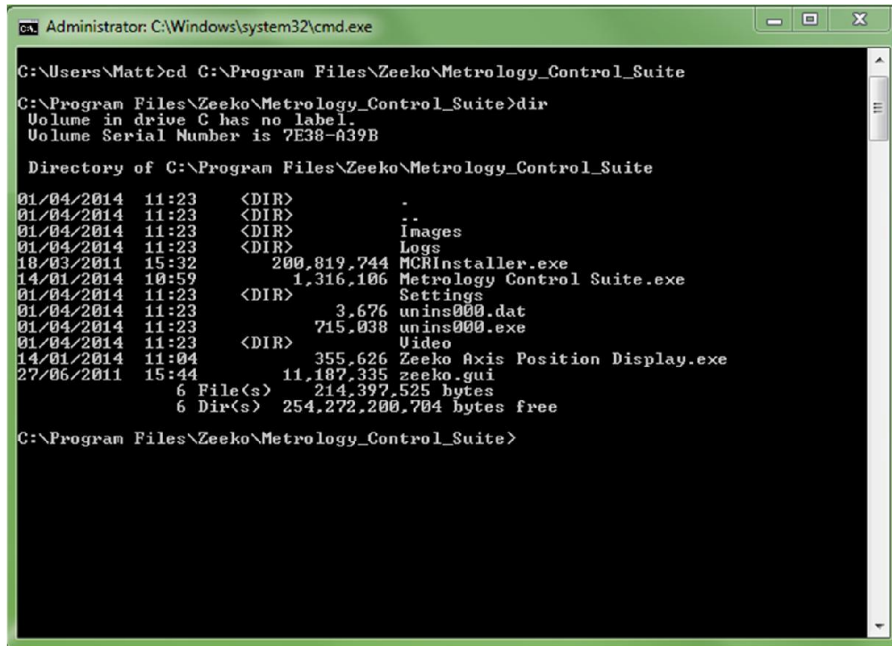 Administrator: C:\Windows\system32\cmd.exe
C:\Users\Matt>cd C:\Program Files\Zeeko\Metrology_Control_Suite
C:\Program Files\Zeeko\Metrology_Control_Suite>dir
 Volume in drive C has no label.
 Volume Serial Number is 7E38-A39B
 Directory of C:\Program Files\Zeeko\Metrology_Control_Suite
01/04/2014  11:23    <DIR>          .
01/04/2014  11:23    <DIR>          ..
01/04/2014  11:23    <DIR>          Images
01/04/2014  11:23    <DIR>          Logs
18/03/2011  15:32       200,819,744 MCRInstaller.exe
14/01/2014  10:59         1,316,106 Metrology Control Suite.exe
01/04/2014  11:23    <DIR>          Settings
01/04/2014  11:23             3,676 unins000.dat
01/04/2014  11:23           715,038 unins000.exe
01/04/2014  11:23    <DIR>          Video
14/01/2014  11:04           355,626 Zeeko Axis Position Display.exe
27/06/2011  15:44        11,187,335 zeeko.gui
               6 File(s)    214,397,525 bytes
               6 Dir(s)  254,272,200,704 bytes free
C:\Program Files\Zeeko\Metrology_Control_Suite>